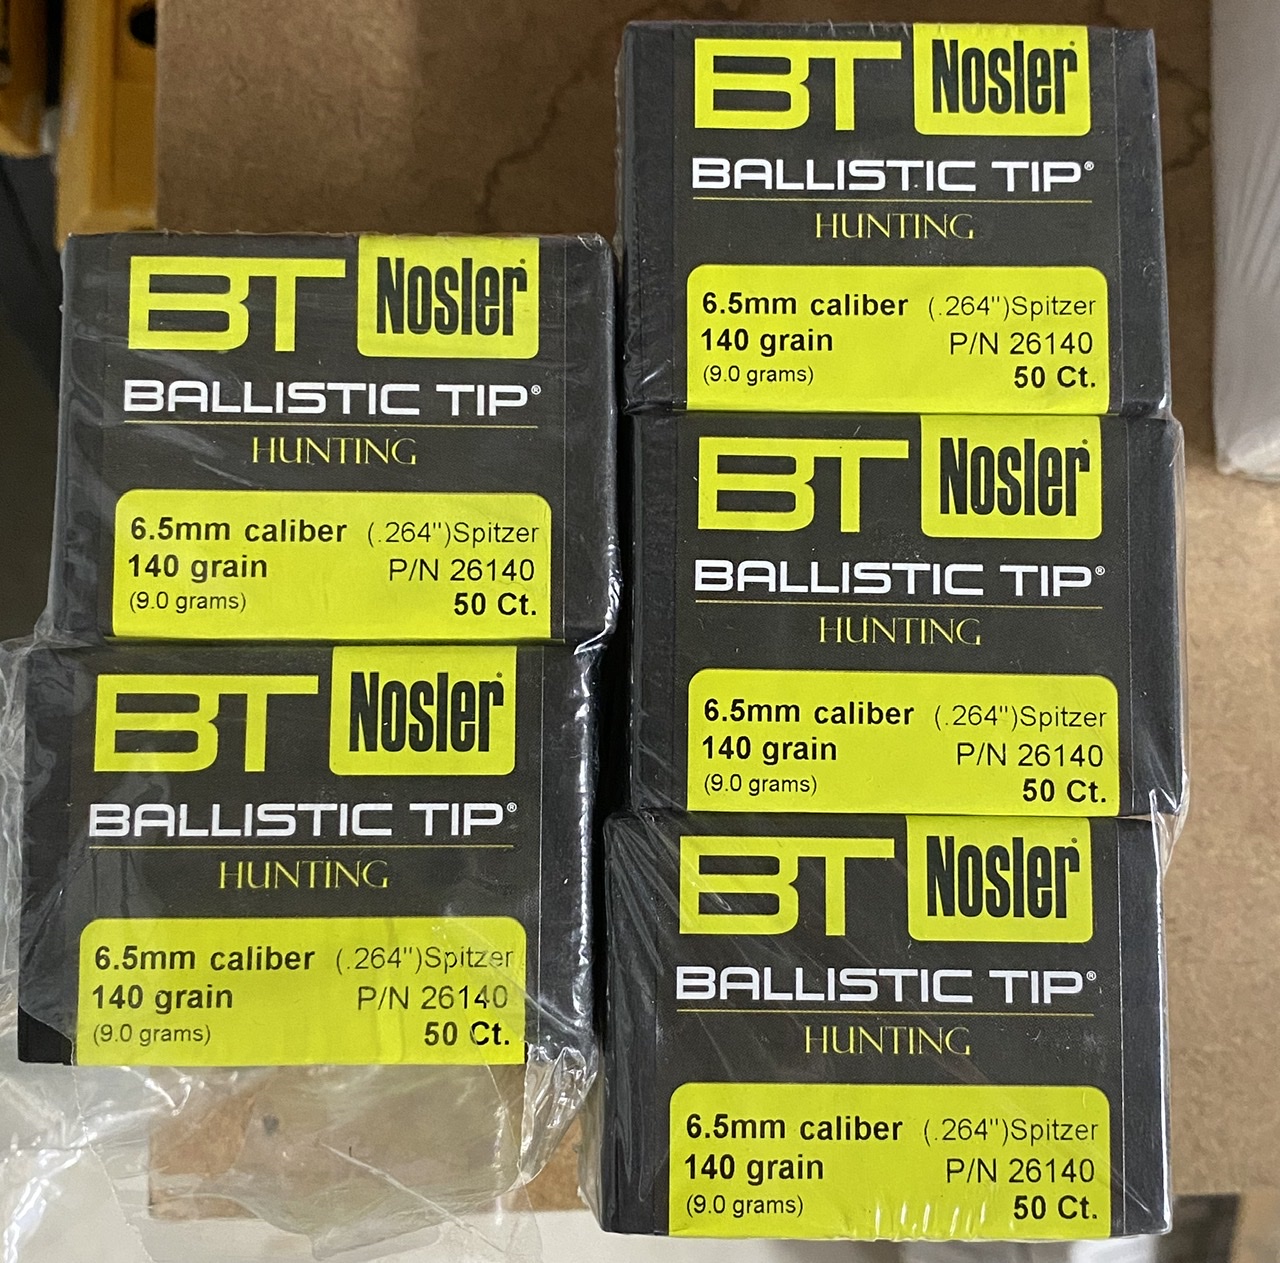 BT Nosler®
BALLISTIC TIP®
HUNTING
6.5mm caliber (.264")Spitzer
140 grain P/N 26140
(9.0 grams) 50 Ct.
BT Nosler®
BALLISTIC TIP®
HUNTING
6.5mm caliber (.264")Spitzer
140 grain P/N 26140
(9.0 grams) 50 Ct.
BT Nosler®
BALLISTIC TIP®
HUNTING
6.5mm caliber (.264")Spitzer
140 grain P/N 26140
(9.0 grams) 50 Ct.
BT Nosler®
BALLISTIC TIP®
HUNTING
6.5mm caliber (.264")Spitzer
140 grain P/N 26140
(9.0 grams) 50 Ct.
BT Nosler®
BALLISTIC TIP®
HUNTING
6.5mm caliber (.264")Spitzer
140 grain P/N 26140
(9.0 grams) 50 Ct.